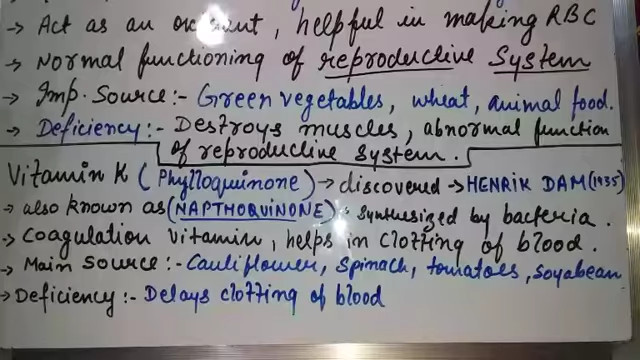 → Act as an oxidant, helpful in making RBC
→ Normal functioning of reproductive System
→ Imp. Source:- Green vegetables, wheat, animal food.
→ Deficiency:- Destroys muscles, abnormal function
of reproductive system.
Vitamin K (Phylloquinone) → discovered → HENRIK DAM (1935)
→ also known as (NAPTHOQUINONE). Synthesized by bacteria.
→ Coagulation vitamin, helps in clotting of blood.
→ Main Source:- Cauliflower, Spinach, tomatoes, Soyabean
→ Deficiency:- Delays clotting of blood